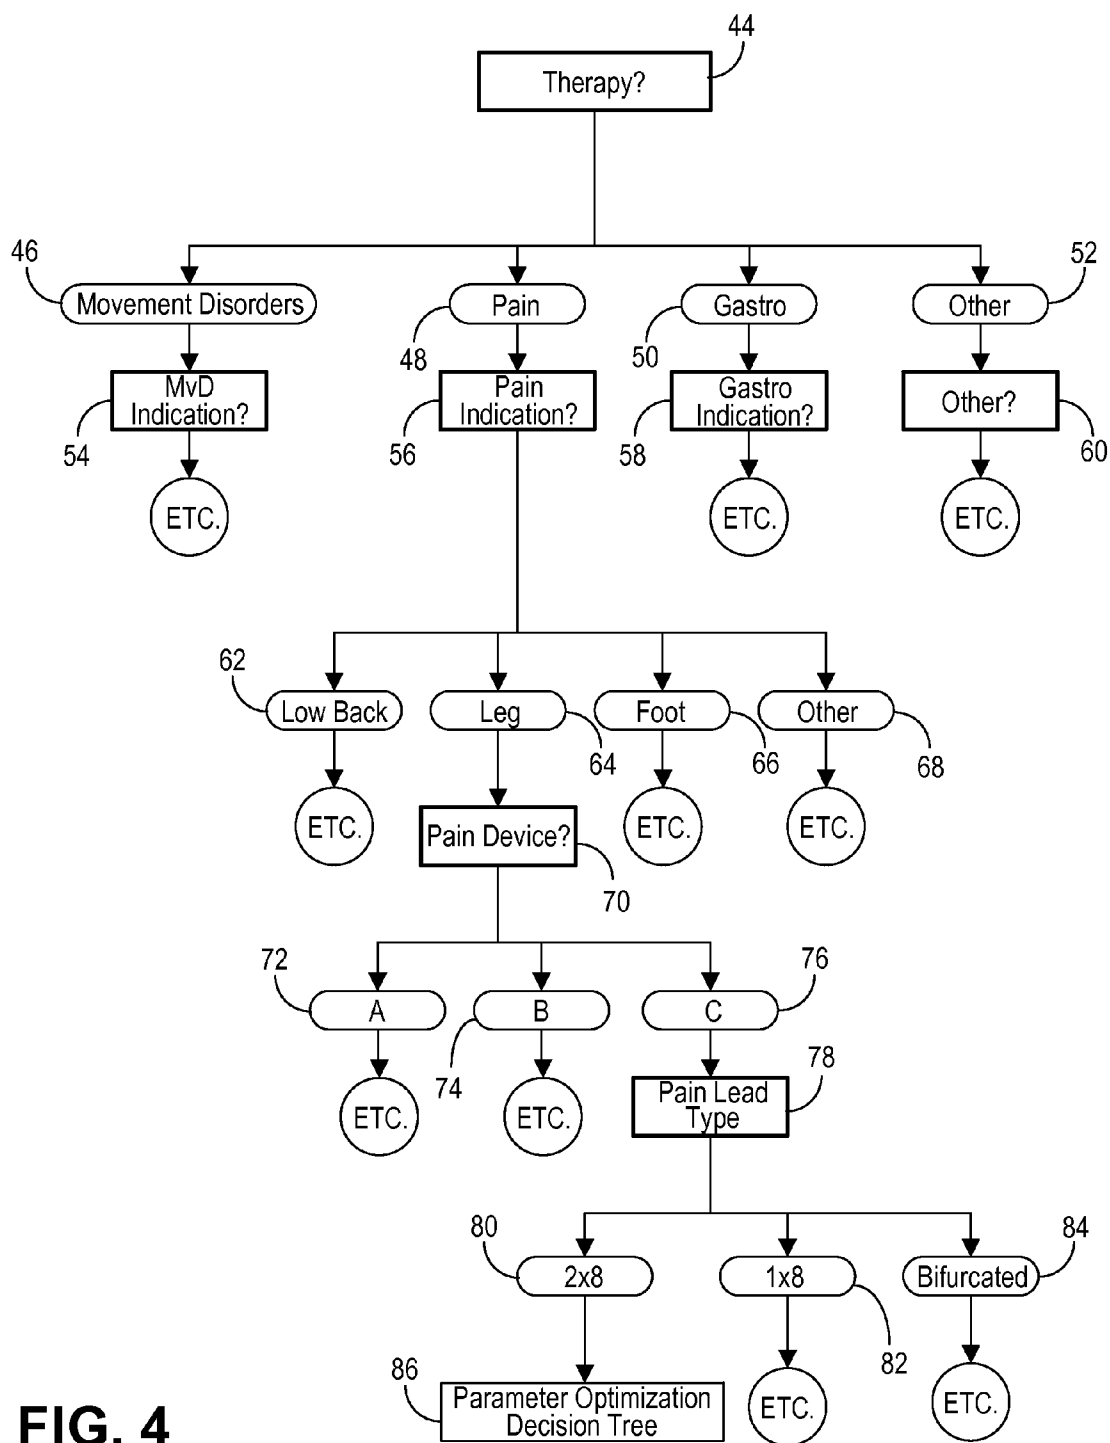 44
Therapy?
46
52
Movement Disorders
Pain
Gastro
Other
48
50
MvD
Indication?
Pain
Indication?
Gastro
Indication?
Other?
54
56
58
60
ETC.
ETC.
ETC.
62
Low Back
Leg
Foot
Other
64
66
68
ETC.
Pain Device?
ETC.
ETC.
70
72
76
A
B
C
74
78
ETC.
ETC.
Pain Lead
Type
80
84
2x8
1x8
Bifurcated
82
86
Parameter Optimization
Decision Tree
ETC.
ETC.
FIG. 4